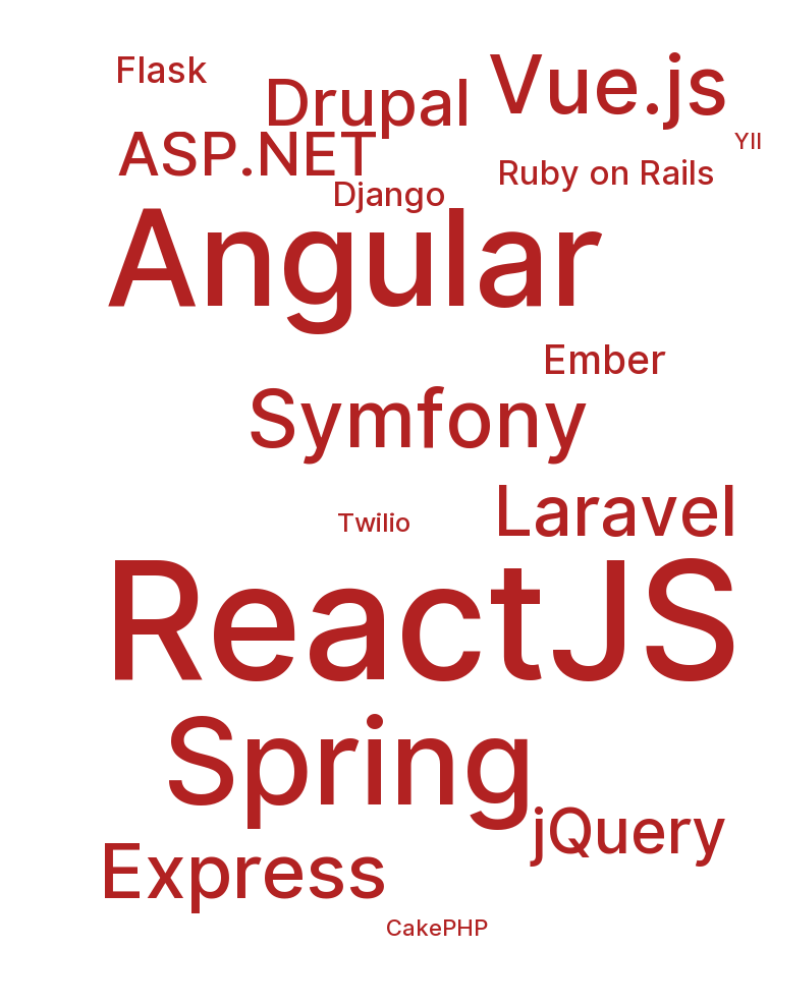 Flask
Drupal
Vue.js
ASP.NET
YII
Ruby on Rails
Django
Angular
Ember
Symfony
Laravel
Twilio
ReactJS
Spring
jQuery
Express
CakePHP